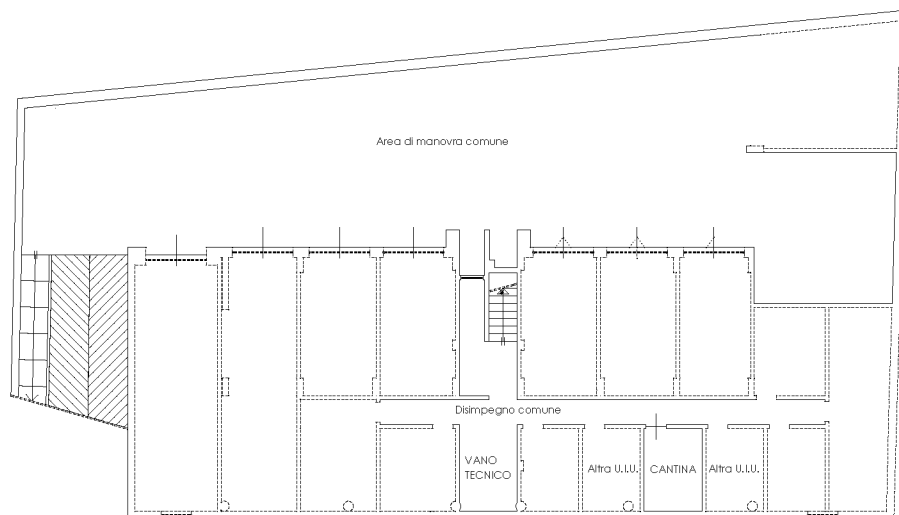 Area di manovra comune
Disimpegno comune
VANO
TECNICO
Altra U.I.U.
CANTINA
Altra U.I.U.